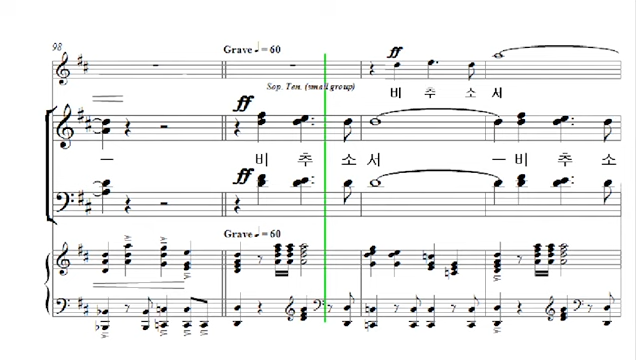 98
Grave ♩ = 60
ff
Sop. Ten. (small group)
비 추 소 서
ff
비 추 소 서 비 추 소
ff
Grave ♩ = 60